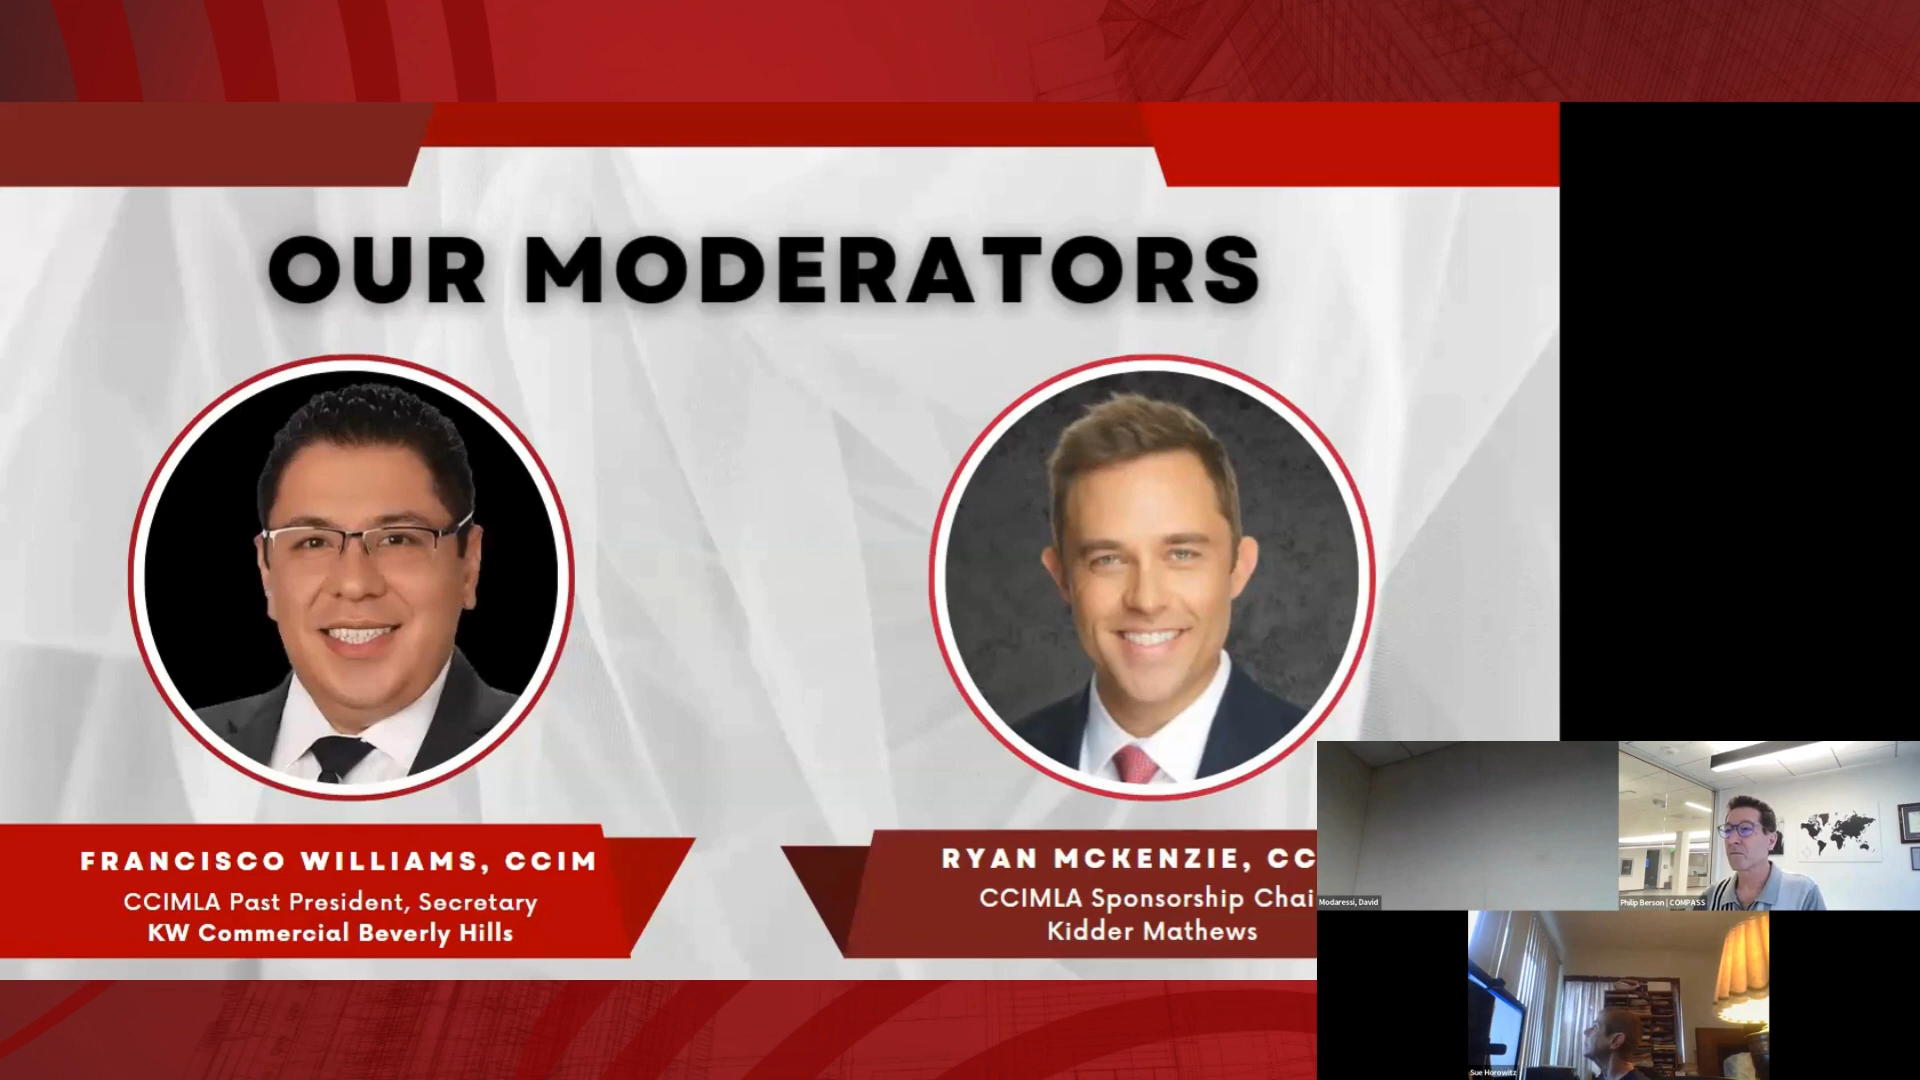 OUR MODERATORS
FRANCISCO WILLIAMS, CCIM
CCIMLA Past President, Secretary
KW Commercial Beverly Hills
RYAN MCKENZIE, CC
CCIMLA Sponsorship Chai
Kidder Mathews
Modaressi, David
Philip Berson | COMPASS
Sue Horowitz